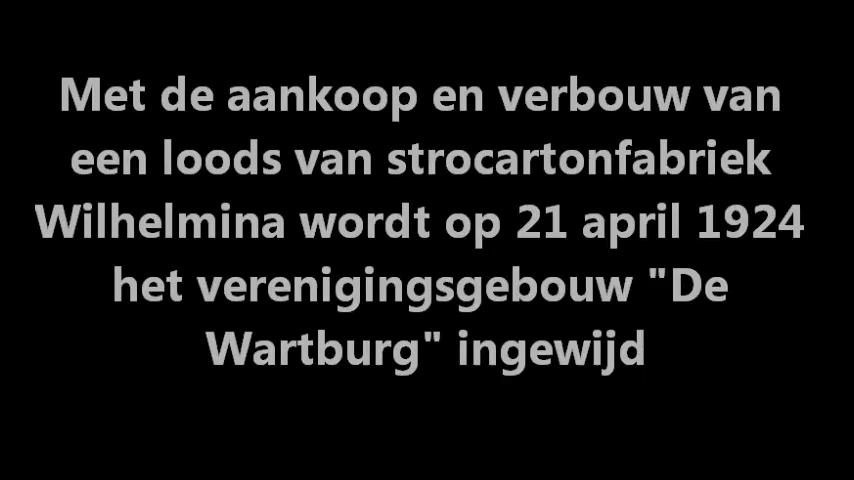 Met de aankoop en verbouw van
een loods van strocartonfabriek
Wilhelmina wordt op 21 april 1924
het verenigingsgebouw "De
Wartburg" ingewijd